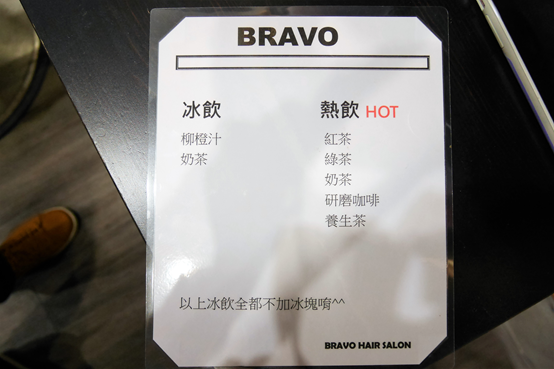 BRAVO
冰飲
柳橙汁
奶茶
熱飲 HOT
紅茶
綠茶
奶茶
研磨咖啡
養生茶
以上冰飲全都不加冰塊唷^^
BRAVO HAIR SALON